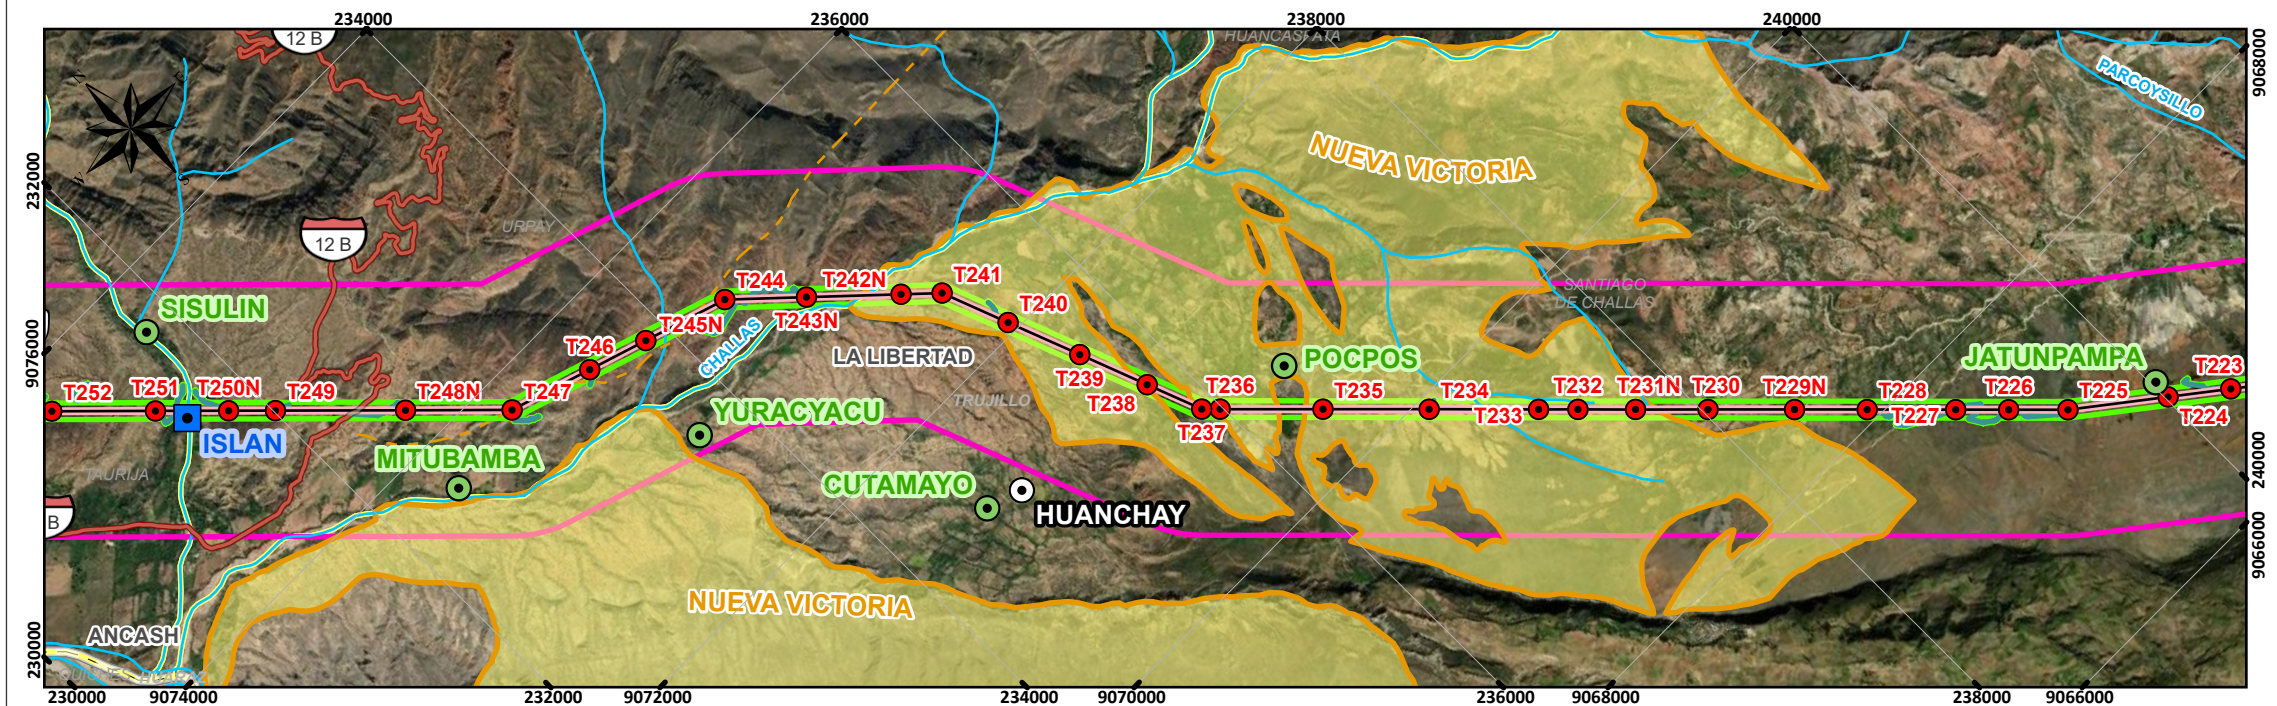 234000
236000
238000
240000
12 B
HUANCASPATA
9068000
PARCOYSILLO
N
E
S
W
NUEVA VICTORIA
232000
12 B
URPAY
SISULIN
T244
T242N
T241
SANTIAGO
DE CHALLAS
T240
T243N
T245N
CHALLAS
T246
LA LIBERTAD
POCPOS
JATUNPAMPA
9076000
T223
T252
T251
T250N
T249
T248N
T247
T239
T238
T236
T235
T234
T232
T231N
T230
T229N
T228
T226
T225
TRUJILLO
T233
T227
T224
T237
YURACYACU
ISLAN
MITUBAMBA
TAURIJA
CUTAMAYO
240000
HUANCHAY
B
9066000
NUEVA VICTORIA
ANCASH
230000
HUARAZ
230000
9074000
232000
9072000
234000
9070000
236000
9068000
238000
9066000